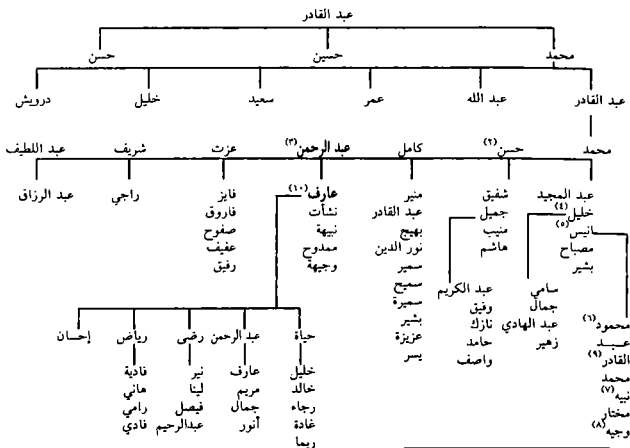 عبد القادر
محمد حسين حسن
عبد القادر عبد الله عمر سعيد خليل درويش
محمد حسن (٢) كامل عبد الرحمن (٣) عزت شريف عبد اللطيف
عبد المجيد
خليل (٤)
انيس (٥)
مصباح
بشير
شفيق
جميل
منيب
هاشم
منير
عبد القادر
بهيج
نور الدين
سمير
سميح
سميرة
بشير
عزيزة
يسر
عارف (١٠)
نشأت
نبيهة
ممدوح
وجيهة
فايز
فاروق
صفوح
عفيف
رفيق
راجي
عبد الرزاق
محمود (٦)
عبد
القادر (٩)
محمد
نبيه (٧)
مختار
وجيه (٨)
سامي
جمال
عبد الهادي
زهير
عبد الكريم
وفيق
نازك
حامد
واصف
حياة عبد الرحمن رضى رياض إحسان
خليل
خالد
رجاء
غادة
ريما
عارف
مريم
جمال
أنور
نير
لينا
فيصل
عبدالرحيم
فادية
هاني
رامي
فادي